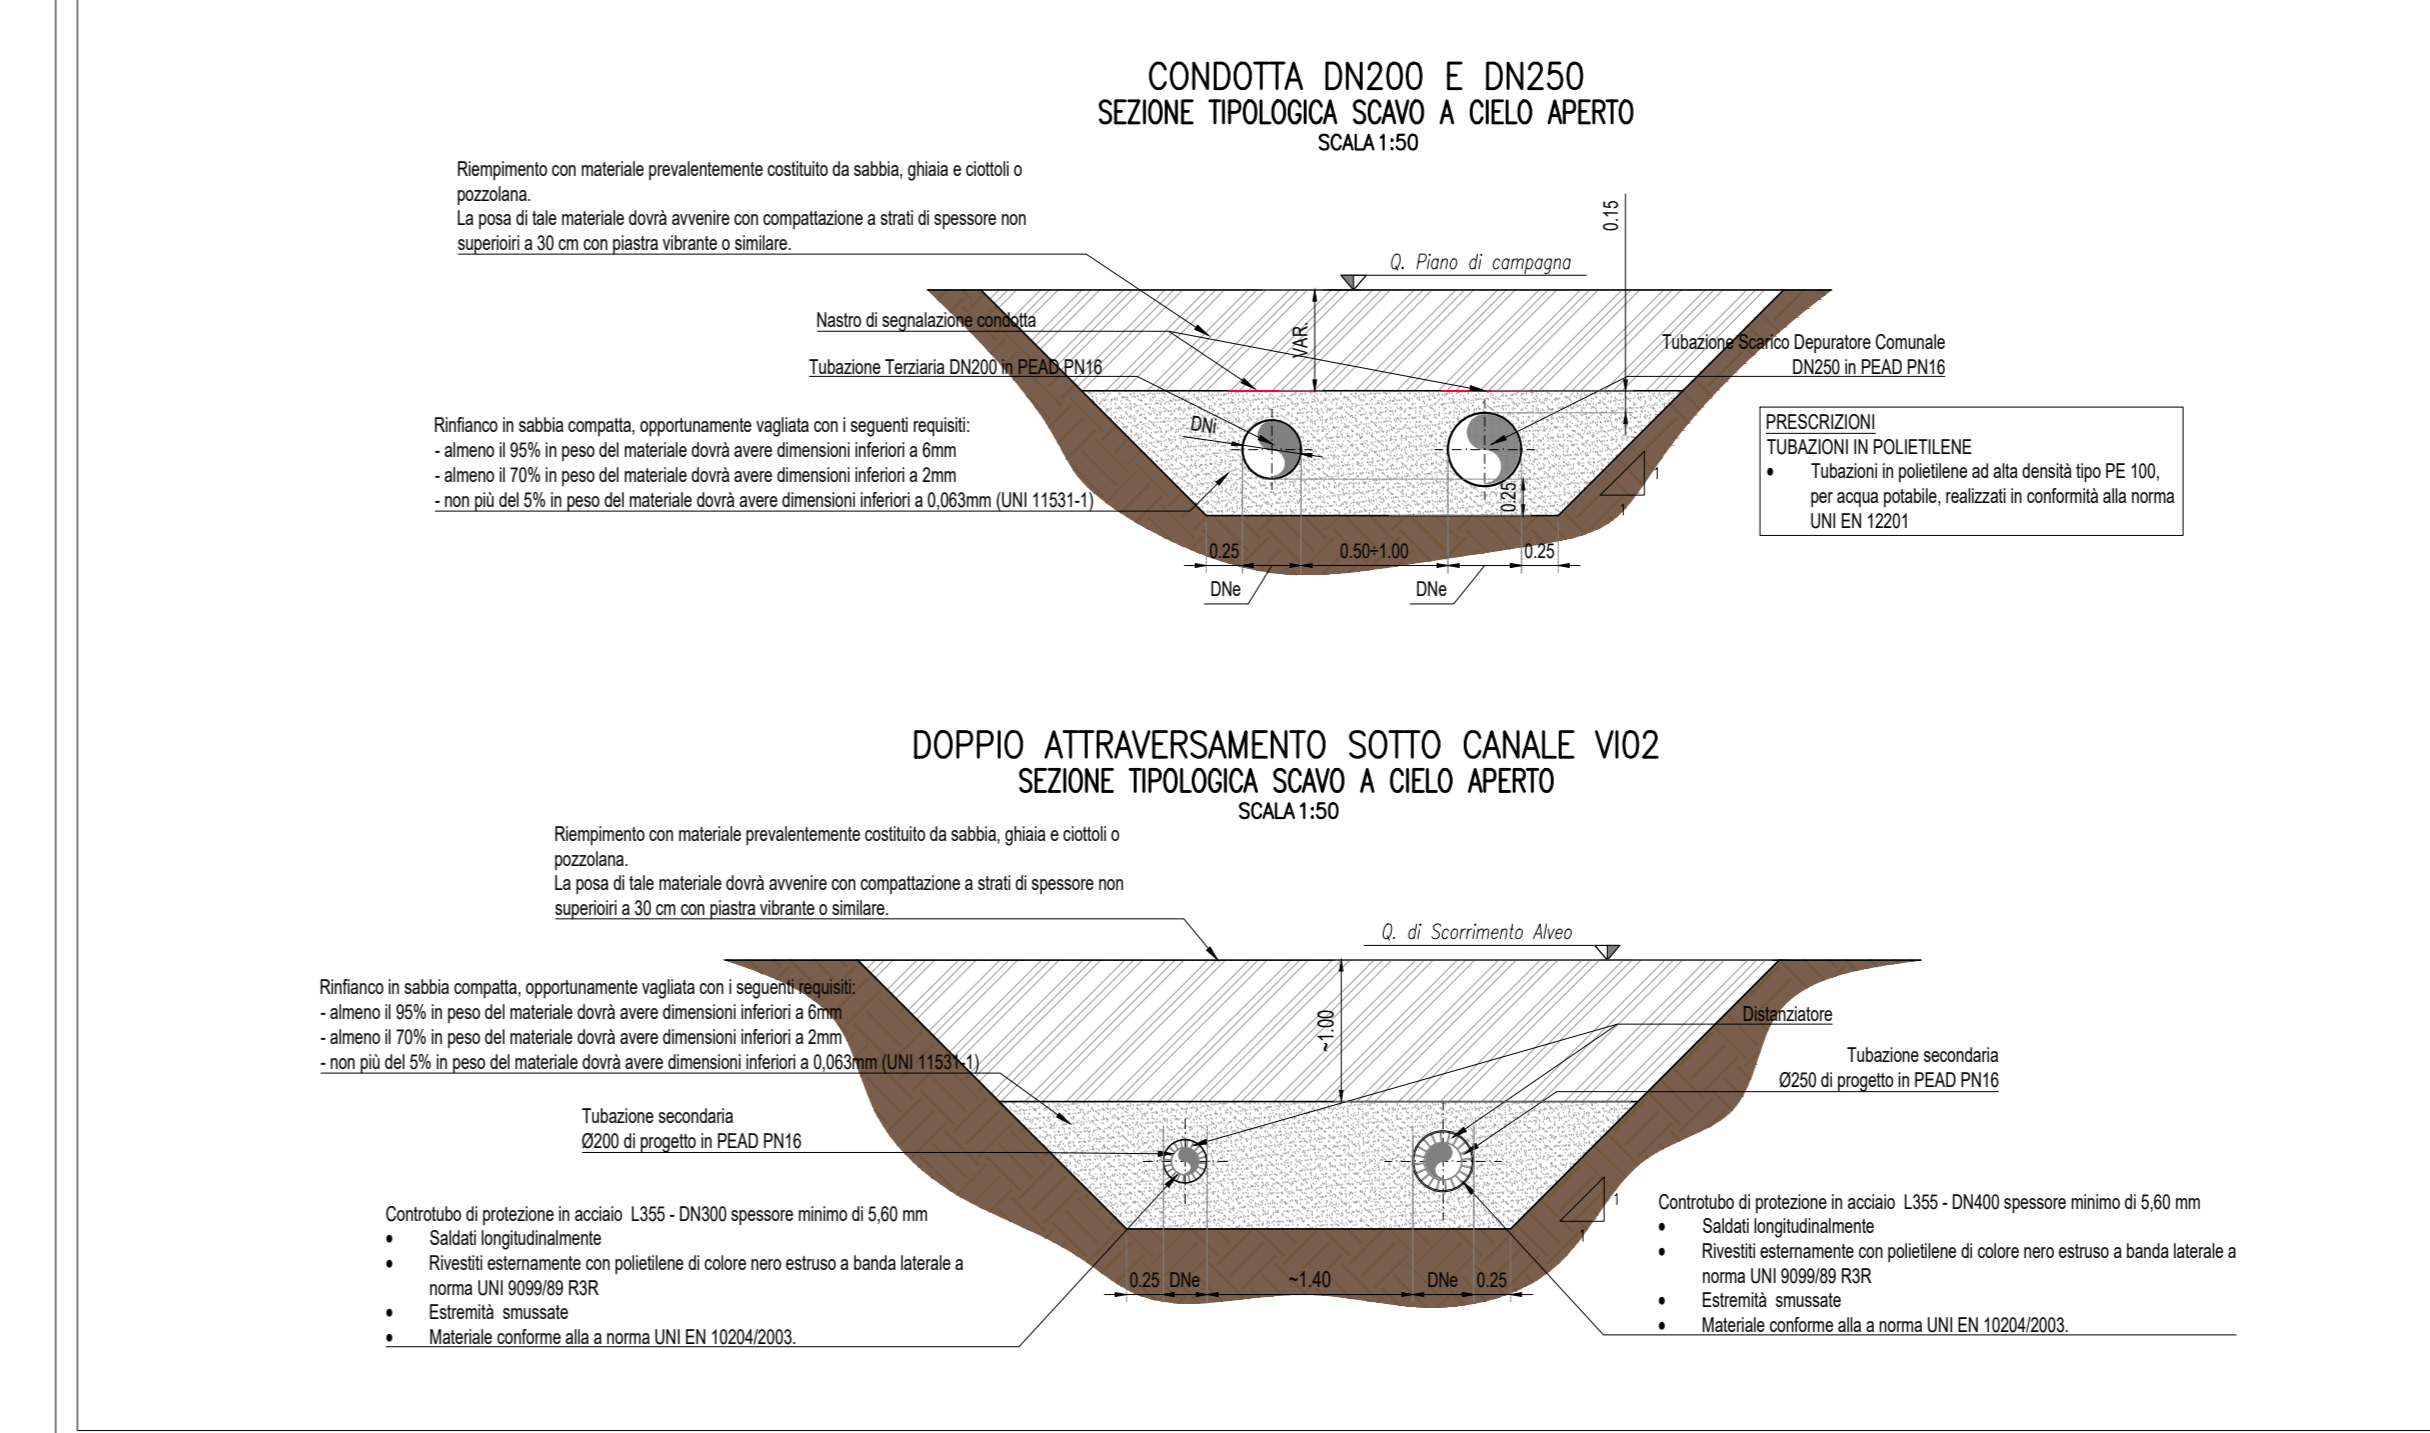 CONDOTTA DN200 E DN250
SEZIONE TIPOLOGICA SCAVO A CIELO APERTO
SCALA 1:50
Riempimento con materiale prevalentemente costituito da sabbia, ghiaia e ciottoli o
pozzolana.
La posa di tale materiale dovrà avvenire con compattazione a strati di spessore non
superioiri a 30 cm con piastra vibrante o similare.
0.15
Q. Piano di campagna
Nastro di segnalazione condotta
VAR.
Tubazione Scarico Depuratore Comunale
DN250 in PEAD PN16
Tubazione Terziaria DN200 in PEAD PN16
Rinfianco in sabbia compatta, opportunamente vagliata con i seguenti requisiti:
- almeno il 95% in peso del materiale dovrà avere dimensioni inferiori a 6mm
- almeno il 70% in peso del materiale dovrà avere dimensioni inferiori a 2mm
- non più del 5% in peso del materiale dovrà avere dimensioni inferiori a 0,063mm (UNI 11531-1)
DNi
PRESCRIZIONI
TUBAZIONI IN POLIETILENE
• Tubazioni in polietilene ad alta densità tipo PE 100,
per acqua potabile, realizzati in conformità alla norma
UNI EN 12201
1
1
0.25
0.25
0.50÷1.00
0.25
DNe
DNe
DOPPIO ATTRAVERSAMENTO SOTTO CANALE VI02
SEZIONE TIPOLOGICA SCAVO A CIELO APERTO
SCALA 1:50
Riempimento con materiale prevalentemente costituito da sabbia, ghiaia e ciottoli o
pozzolana.
La posa di tale materiale dovrà avvenire con compattazione a strati di spessore non
superioiri a 30 cm con piastra vibrante o similare.
Q. di Scorrimento Alveo
Rinfianco in sabbia compatta, opportunamente vagliata con i seguenti requisiti:
- almeno il 95% in peso del materiale dovrà avere dimensioni inferiori a 6mm
- almeno il 70% in peso del materiale dovrà avere dimensioni inferiori a 2mm
- non più del 5% in peso del materiale dovrà avere dimensioni inferiori a 0,063mm (UNI 11531-1)
~1.00
Distanziatore
Tubazione secondaria
Ø250 di progetto in PEAD PN16
Tubazione secondaria
Ø200 di progetto in PEAD PN16
Controtubo di protezione in acciaio L355 - DN300 spessore minimo di 5,60 mm
• Saldati longitudinalmente
• Rivestiti esternamente con polietilene di colore nero estruso a banda laterale a
norma UNI 9099/89 R3R
• Estremità smussate
• Materiale conforme alla a norma UNI EN 10204/2003.
0.25
DNe
~1.40
DNe
0.25
1
1
Controtubo di protezione in acciaio L355 - DN400 spessore minimo di 5,60 mm
• Saldati longitudinalmente
• Rivestiti esternamente con polietilene di colore nero estruso a banda laterale a
norma UNI 9099/89 R3R
• Estremità smussate
• Materiale conforme alla a norma UNI EN 10204/2003.